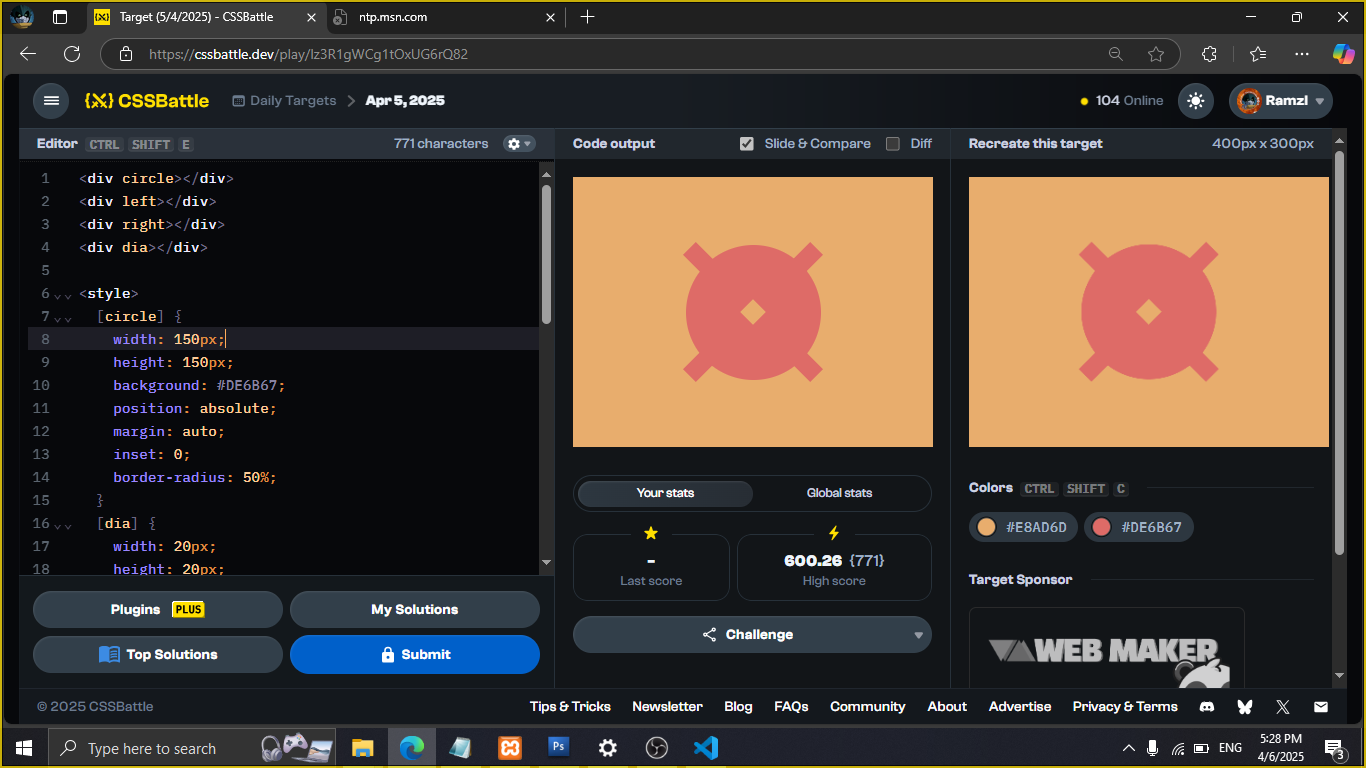 Target (5/4/2025) - CSSBattle
ntp.msn.com
https://cssbattle.dev/play/lz3R1gWCg1tOxUG6rQ82
{X} CSSBattle
Daily Targets
Apr 5, 2025
104 Online
Ramzl
Editor CTRL SHIFT E
771 characters
Code output
Slide & Compare
Diff
Recreate this target
400px x 300px
1 <div circle></div>
2 <div left></div>
3 <div right></div>
4 <div dia></div>
5
6 <style>
7 [circle] {
8 width: 150px;
9 height: 150px;
10 background: #DE6B67;
11 position: absolute;
12 margin: auto;
13 inset: 0;
14 border-radius: 50%;
15 }
16 [dia] {
17 width: 20px;
18 height: 20px;
Plugins PLUS
My Solutions
Top Solutions
Submit
Your stats
Global stats
-
Last score
600.26 {771}
High score
Challenge
Colors CTRL SHIFT C
#E8AD6D
#DE6B67
Target Sponsor
WEB MAKER
© 2025 CSSBattle
Tips & Tricks
Newsletter
Blog
FAQs
Community
About
Advertise
Privacy & Terms
Type here to search
Ps
ENG
5:28 PM
4/6/2025
3